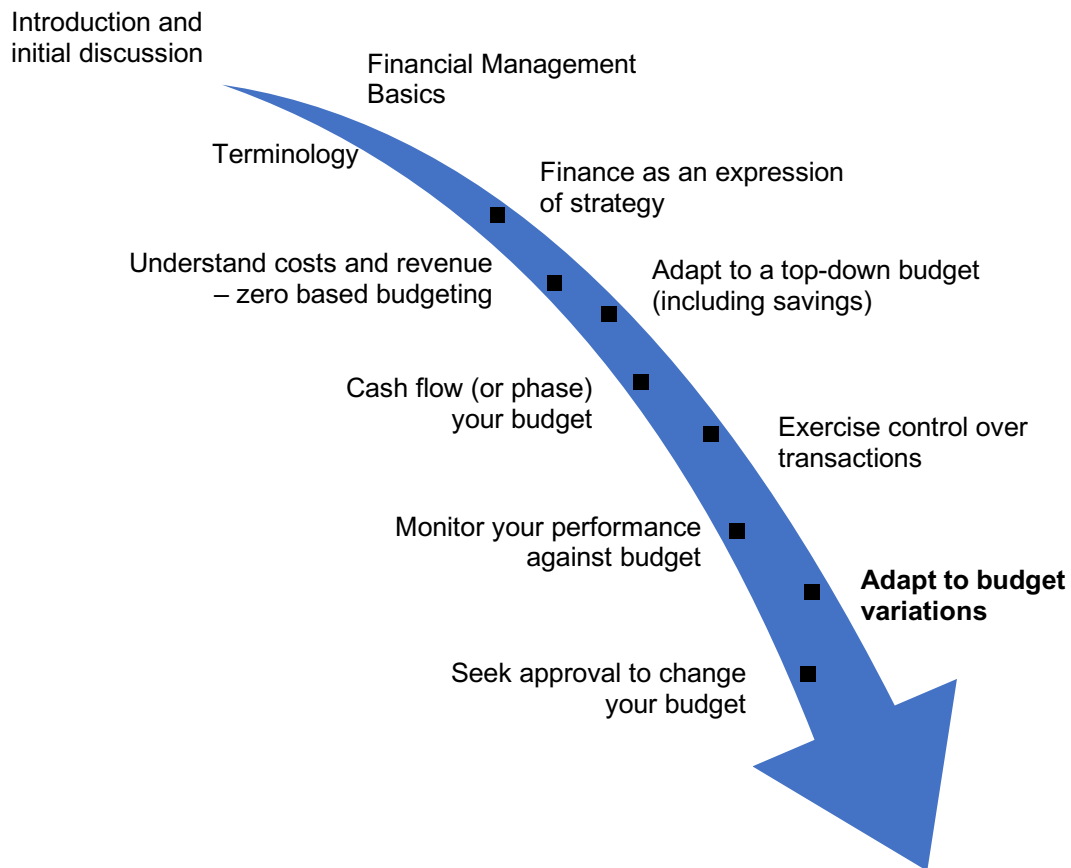 Introduction and
initial discussion
Financial Management
Basics
Terminology
Finance as an expression
of strategy
Understand costs and revenue
– zero based budgeting
Adapt to a top-down budget
(including savings)
Cash flow (or phase)
your budget
Exercise control over
transactions
Monitor your performance
against budget
Adapt to budget
variations
Seek approval to change
your budget